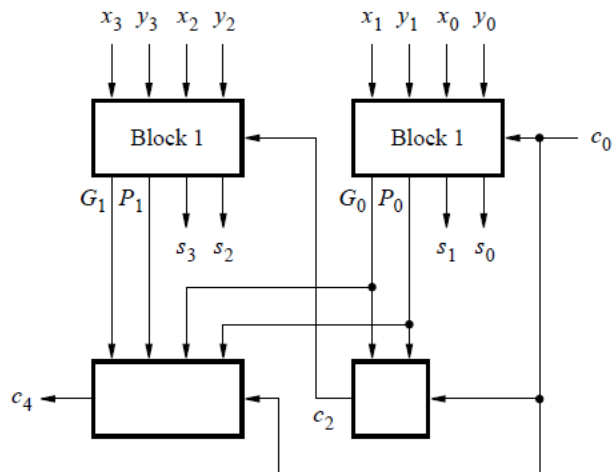 x₃ y₃ x₂ y₂ x₁ y₁ x₀ y₀
Block 1 Block 1 c₀
G₁ P₁ G₀ P₀
s₃ s₂ s₁ s₀
c₄ c₂